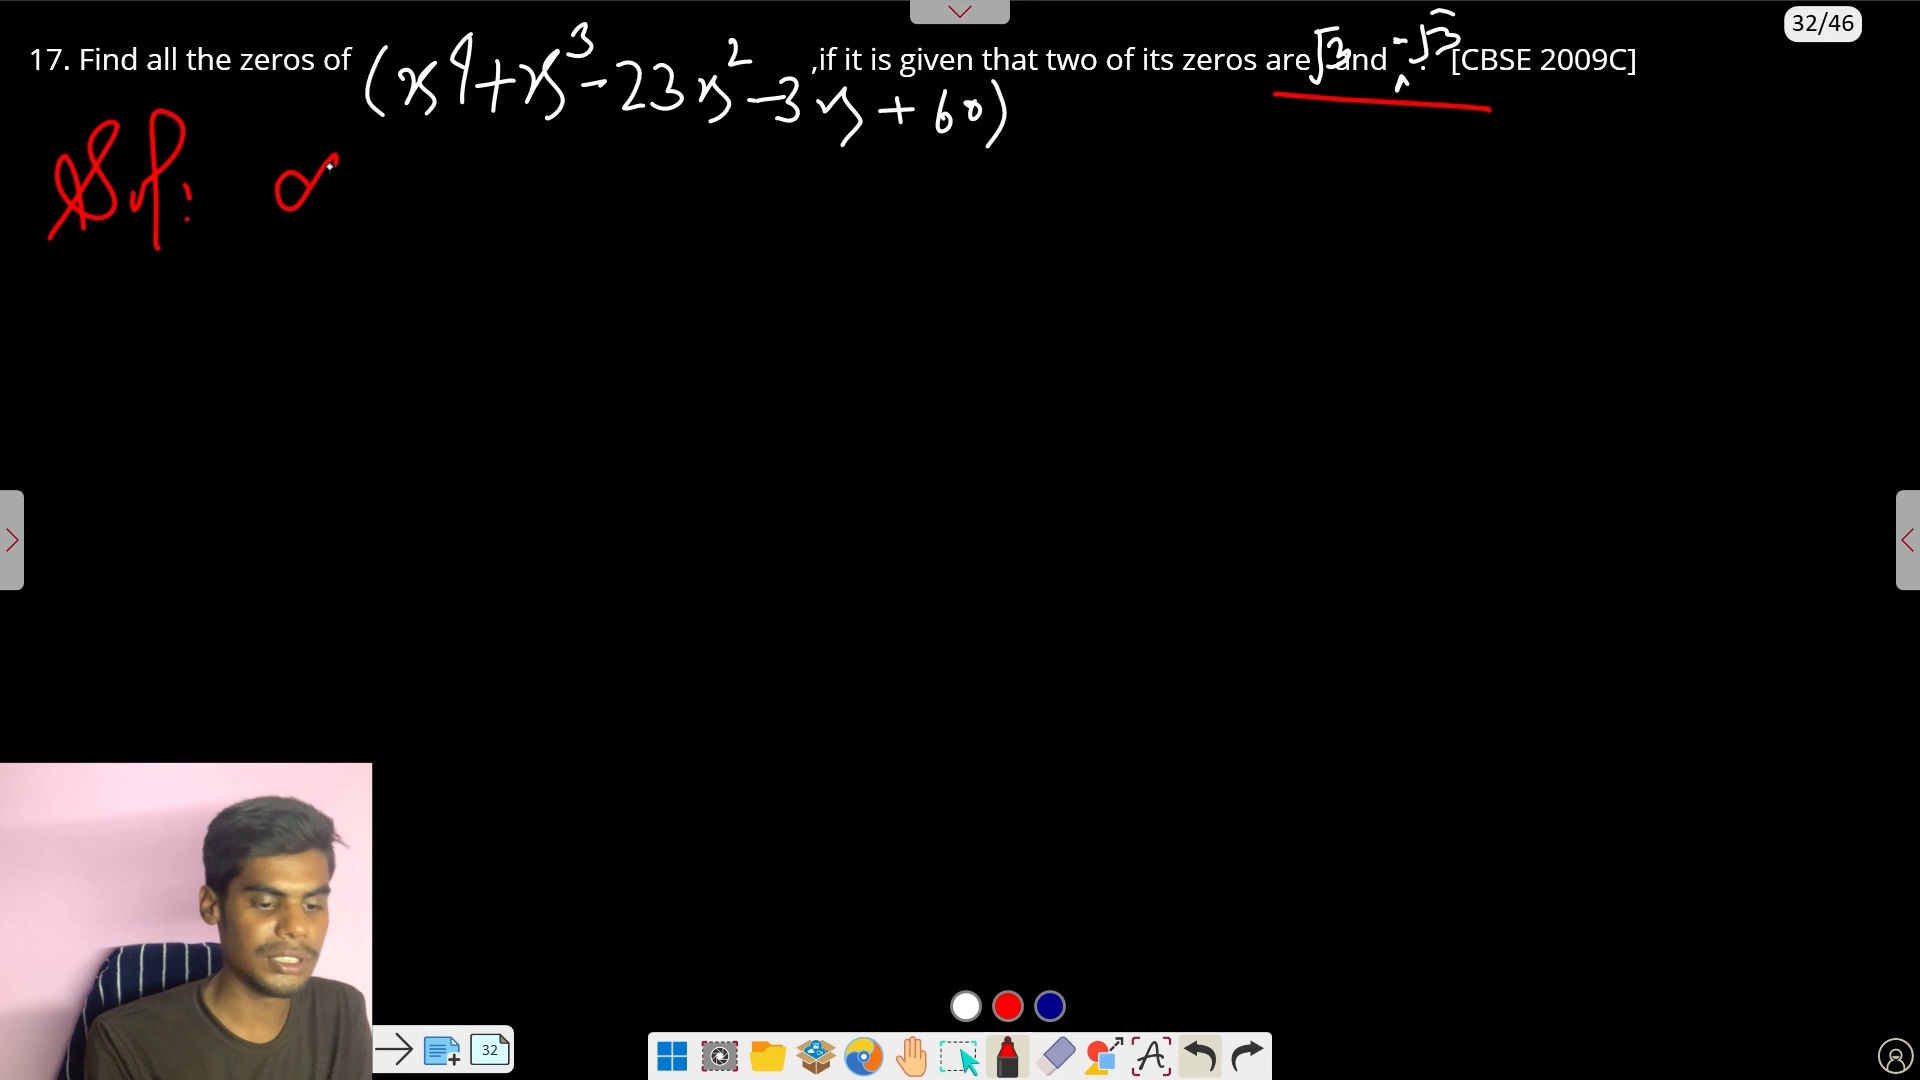 32/46
17. Find all the zeros of (x⁴+x³-23x²-3x+60) ,if it is given that two of its zeros are √3 and -√3. [CBSE 2009C]
Sol: α
32